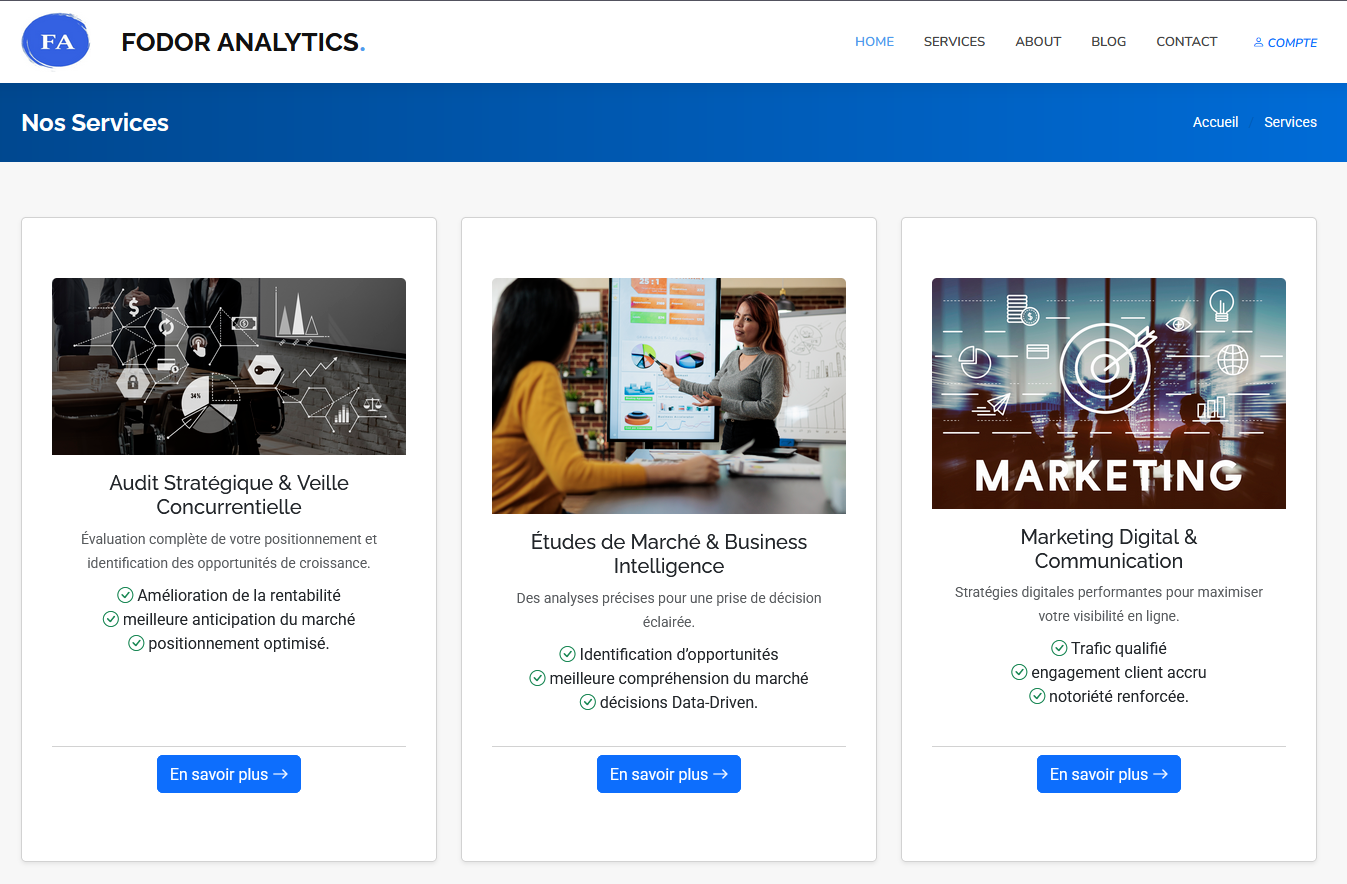 FA
FODOR ANALYTICS.
HOME SERVICES ABOUT BLOG CONTACT COMPTE
Nos Services
Accueil Services
34%
12%
Audit Stratégique & Veille
Concurrentielle
Évaluation complète de votre positionnement et
identification des opportunités de croissance.
Amélioration de la rentabilité
meilleure anticipation du marché
positionnement optimisé.
En savoir plus
Études de Marché & Business
Intelligence
Des analyses précises pour une prise de décision
éclairée.
Identification d’opportunités
meilleure compréhension du marché
décisions Data-Driven.
En savoir plus
MARKETING
Marketing Digital &
Communication
Stratégies digitales performantes pour maximiser
votre visibilité en ligne.
Trafic qualifié
engagement client accru
notoriété renforcée.
En savoir plus